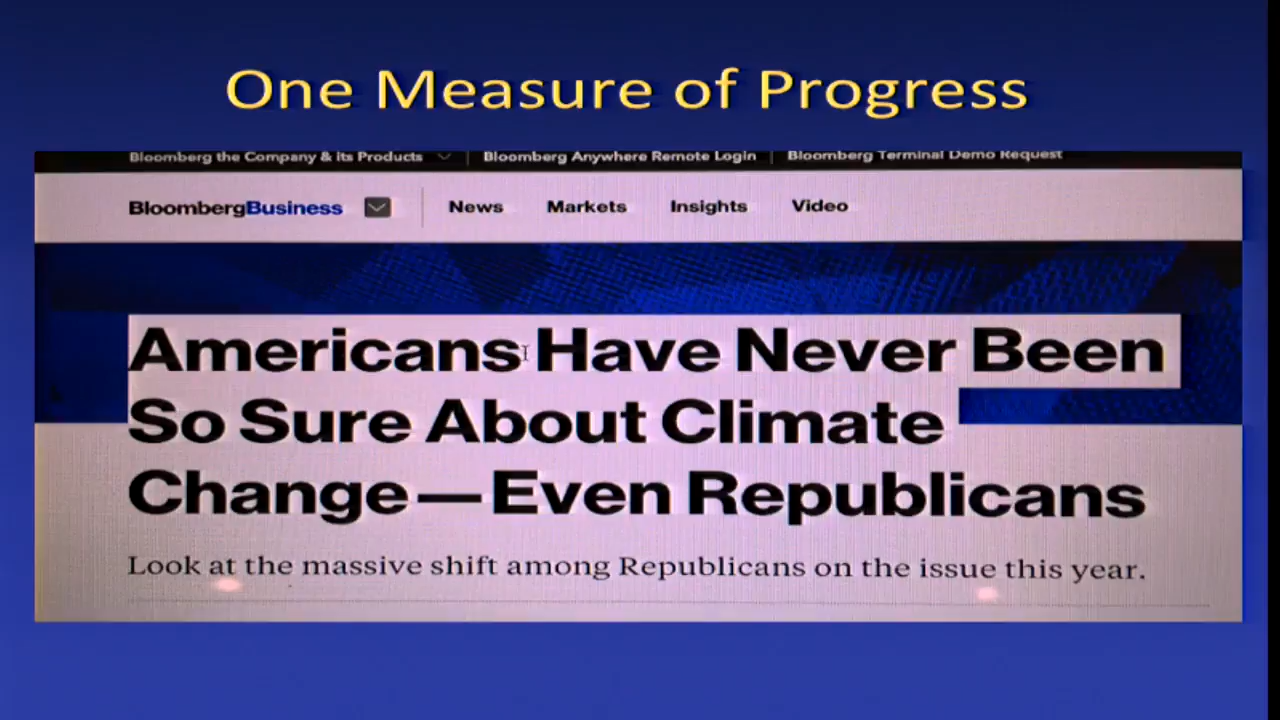 One Measure of Progress
Bloomberg the Company & its Products Bloomberg Anywhere Remote Login Bloomberg Terminal Demo Request
BloombergBusiness News Markets Insights Video
Americans Have Never Been
So Sure About Climate
Change—Even Republicans
Look at the massive shift among Republicans on the issue this year.